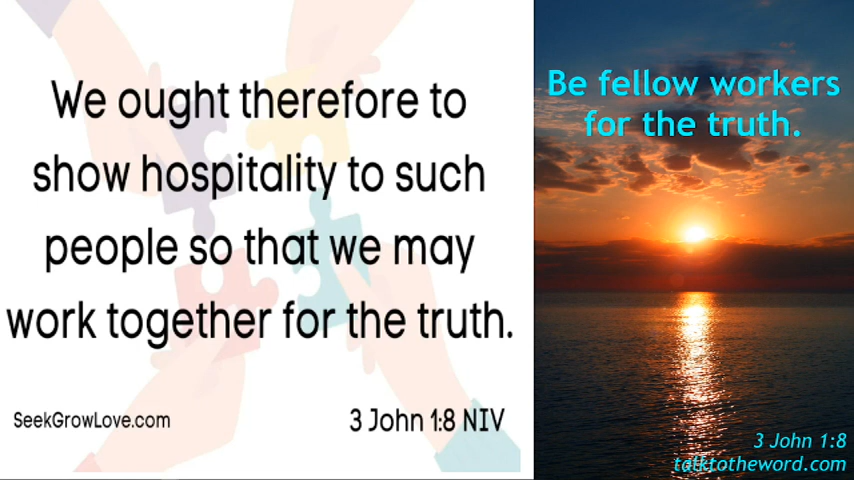 We ought therefore to
show hospitality to such
people so that we may
work together for the truth.
SeekGrowLove.com
3 John 1:8 NIV
Be fellow workers
for the truth.
3 John 1:8
talktotheword.com